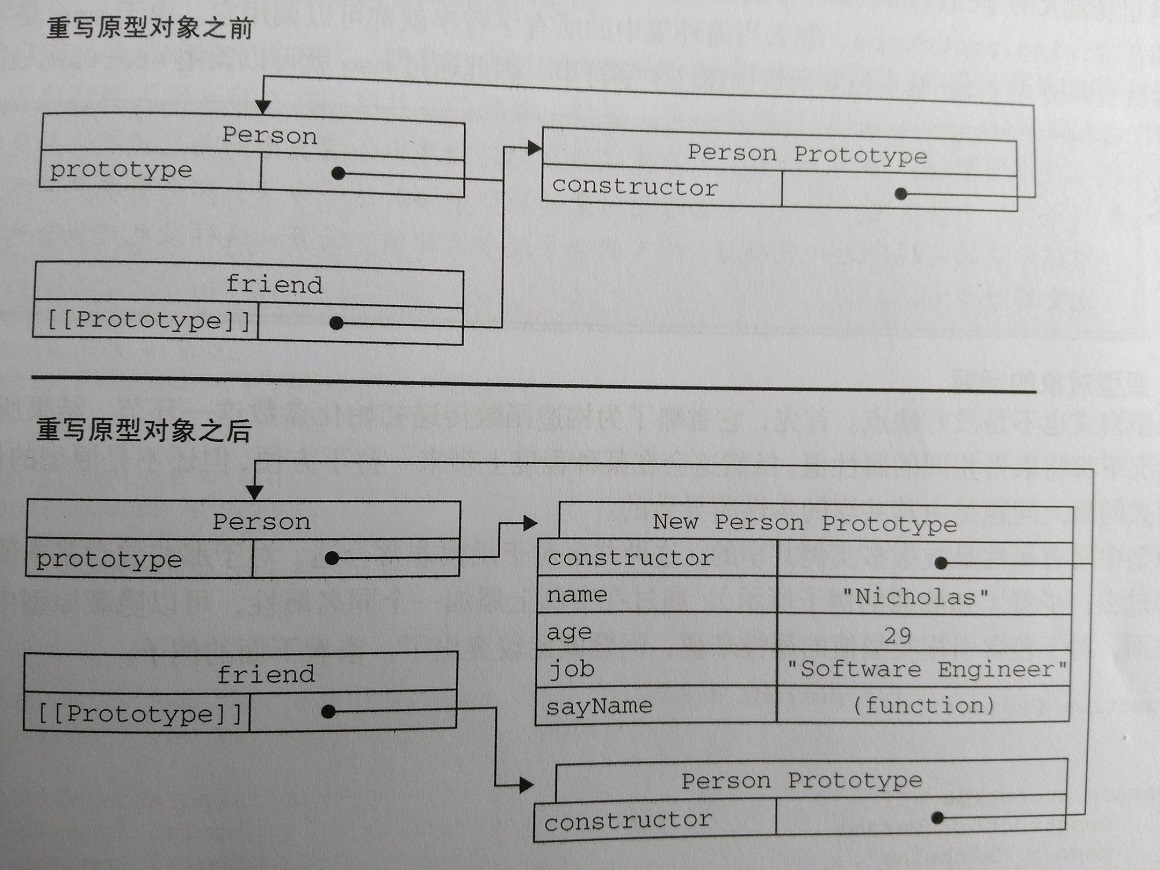 重写原型对象之前
Person
prototype
Person Prototype
constructor
friend
[[Prototype]]
重写原型对象之后
Person
prototype
New Person Prototype
constructor
name "Nicholas"
age 29
job "Software Engineer"
sayName (function)
friend
[[Prototype]]
Person Prototype
constructor